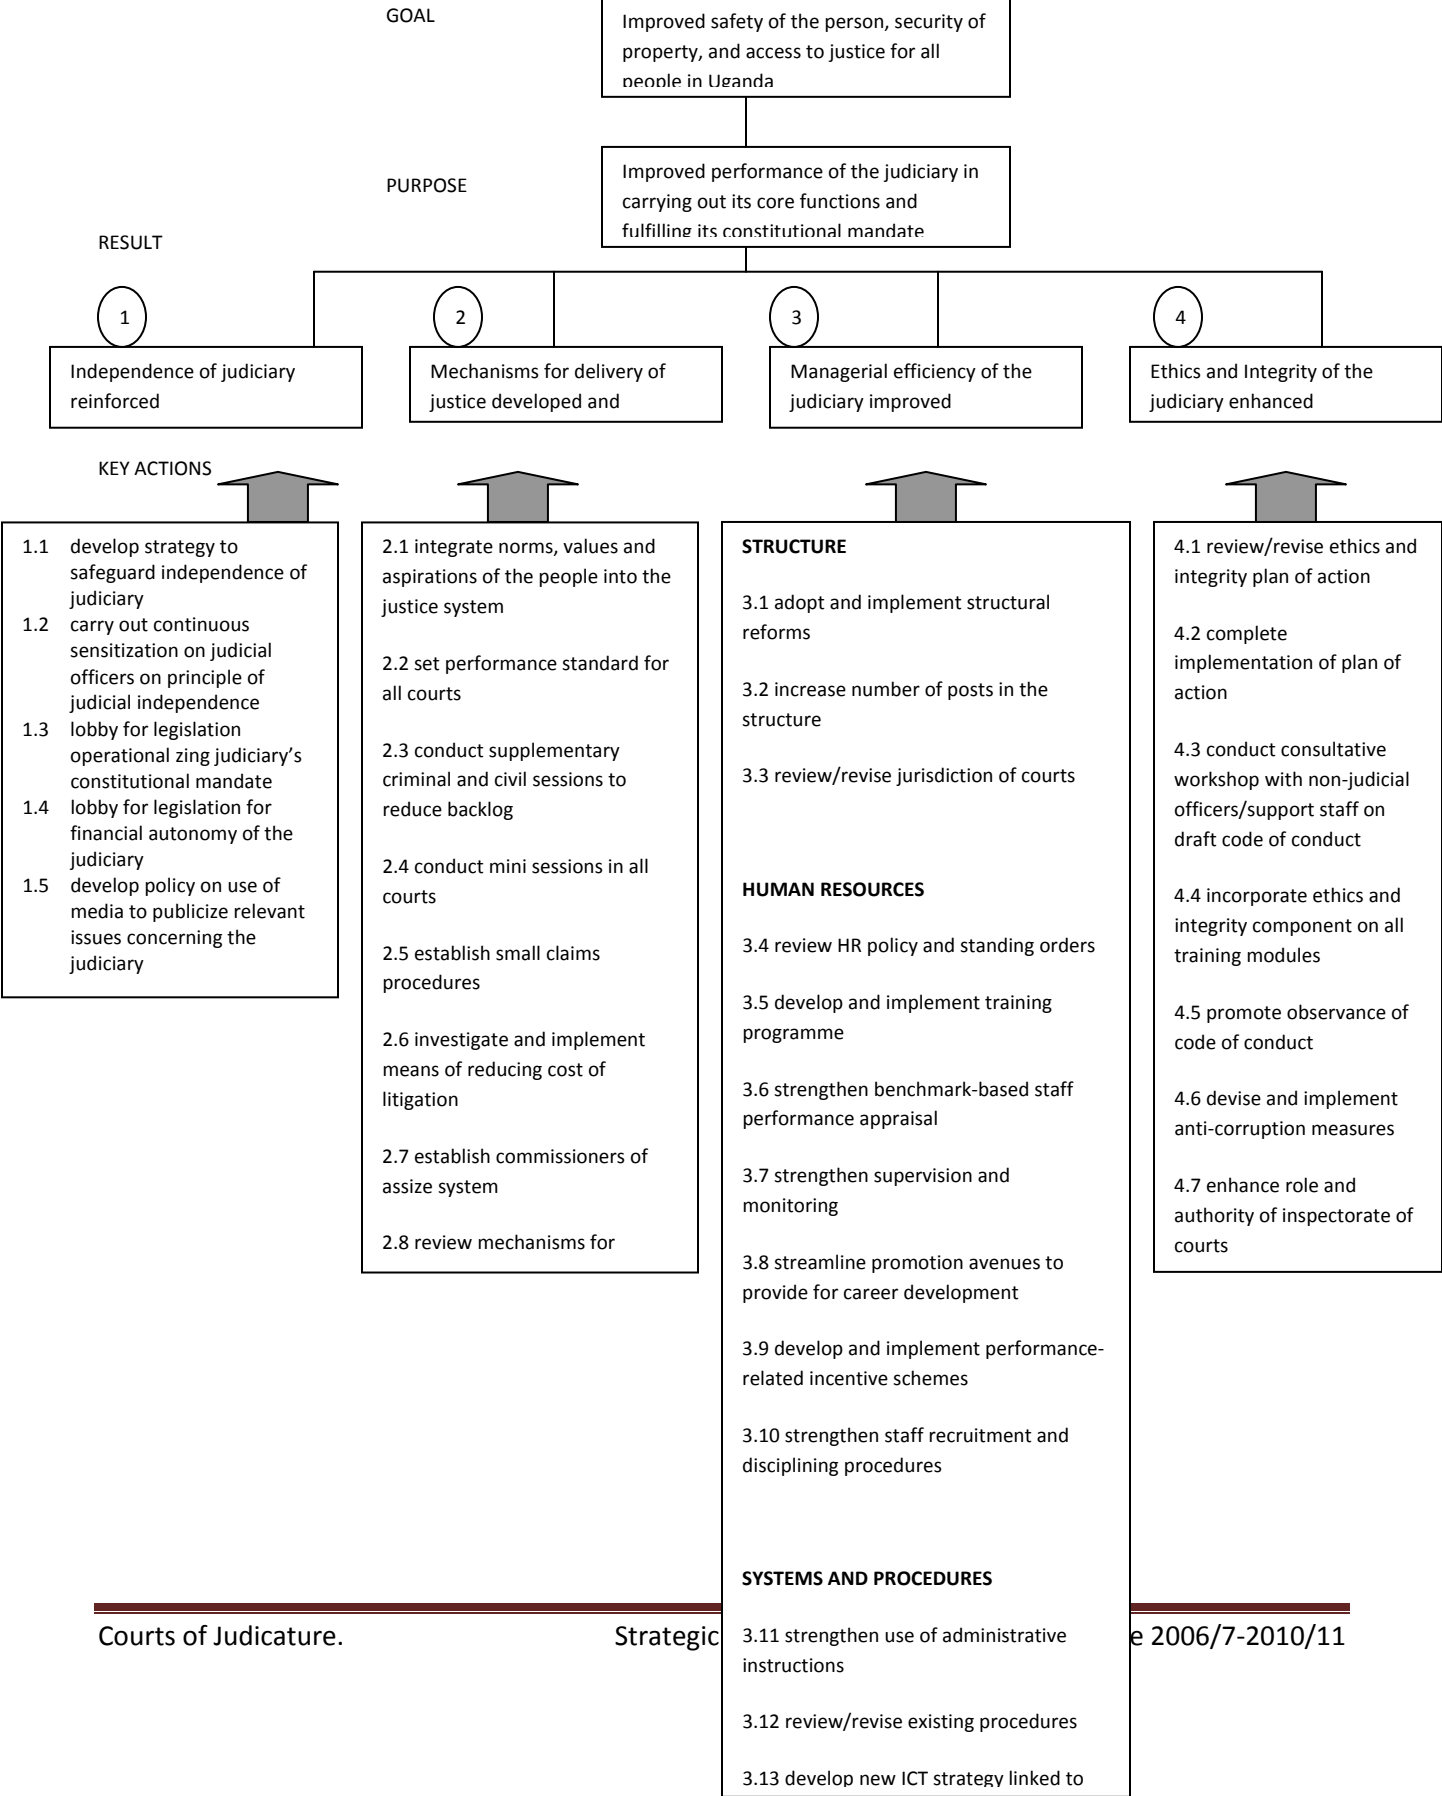 GOAL
Improved safety of the person, security of
property, and access to justice for all
people in Uganda
PURPOSE
Improved performance of the judiciary in
carrying out its core functions and
fulfilling its constitutional mandate
RESULT
1
2
3
4
Independence of judiciary
reinforced
Mechanisms for delivery of
justice developed and
Managerial efficiency of the
judiciary improved
Ethics and Integrity of the
judiciary enhanced
KEY ACTIONS
1.1 develop strategy to
safeguard independence of
judiciary
1.2 carry out continuous
sensitization on judicial
officers on principle of
judicial independence
1.3 lobby for legislation
operational zing judiciary’s
constitutional mandate
1.4 lobby for legislation for
financial autonomy of the
judiciary
1.5 develop policy on use of
media to publicize relevant
issues concerning the
judiciary
2.1 integrate norms, values and
aspirations of the people into the
justice system
2.2 set performance standard for
all courts
2.3 conduct supplementary
criminal and civil sessions to
reduce backlog
2.4 conduct mini sessions in all
courts
2.5 establish small claims
procedures
2.6 investigate and implement
means of reducing cost of
litigation
2.7 establish commissioners of
assize system
2.8 review mechanisms for
STRUCTURE
3.1 adopt and implement structural
reforms
3.2 increase number of posts in the
structure
3.3 review/revise jurisdiction of courts
HUMAN RESOURCES
3.4 review HR policy and standing orders
3.5 develop and implement training
programme
3.6 strengthen benchmark-based staff
performance appraisal
3.7 strengthen supervision and
monitoring
3.8 streamline promotion avenues to
provide for career development
3.9 develop and implement performance-
related incentive schemes
3.10 strengthen staff recruitment and
disciplining procedures
SYSTEMS AND PROCEDURES
3.11 strengthen use of administrative
instructions
3.12 review/revise existing procedures
3.13 develop new ICT strategy linked to
4.1 review/revise ethics and
integrity plan of action
4.2 complete
implementation of plan of
action
4.3 conduct consultative
workshop with non-judicial
officers/support staff on
draft code of conduct
4.4 incorporate ethics and
integrity component on all
training modules
4.5 promote observance of
code of conduct
4.6 devise and implement
anti-corruption measures
4.7 enhance role and
authority of inspectorate of
courts
Courts of Judicature. Strategic e 2006/7-2010/11